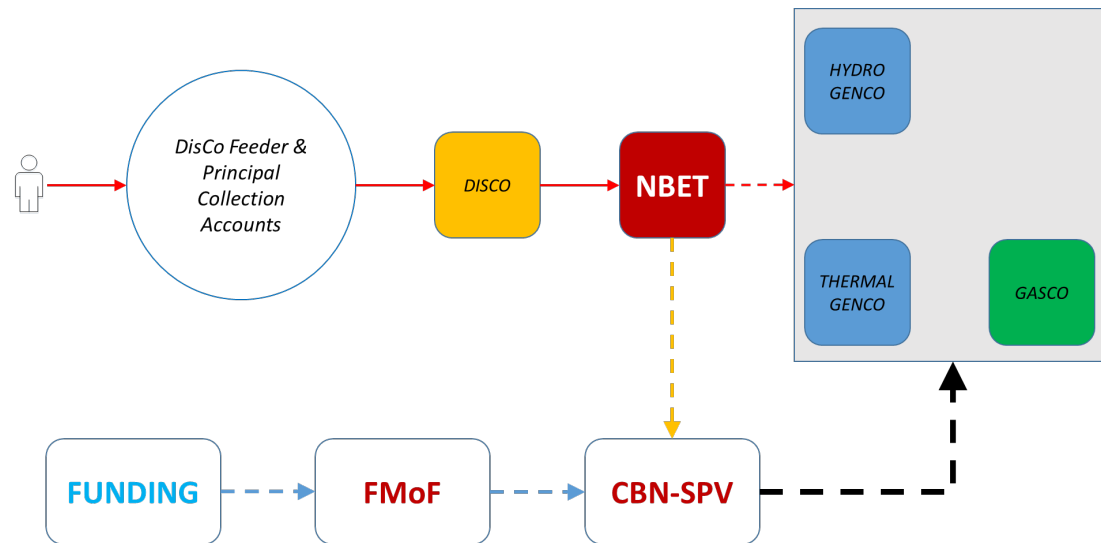 HYDRO
GENCO
DisCo Feeder &
Principal
Collection
Accounts
DISCO
NBET
THERMAL
GENCO
GASCO
FUNDING
FMoF
CBN-SPV